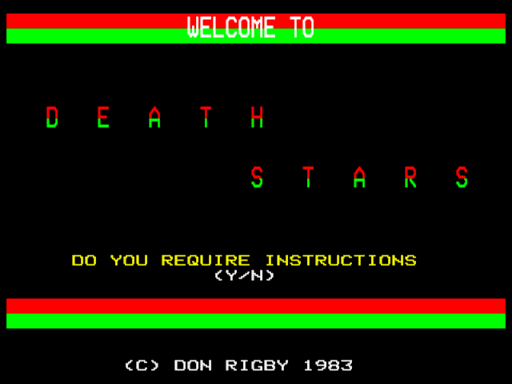 WELCOME TO
D E A T H
S T A R S
DO YOU REQUIRE INSTRUCTIONS
(Y/N)
(C) DON RIGBY 1983